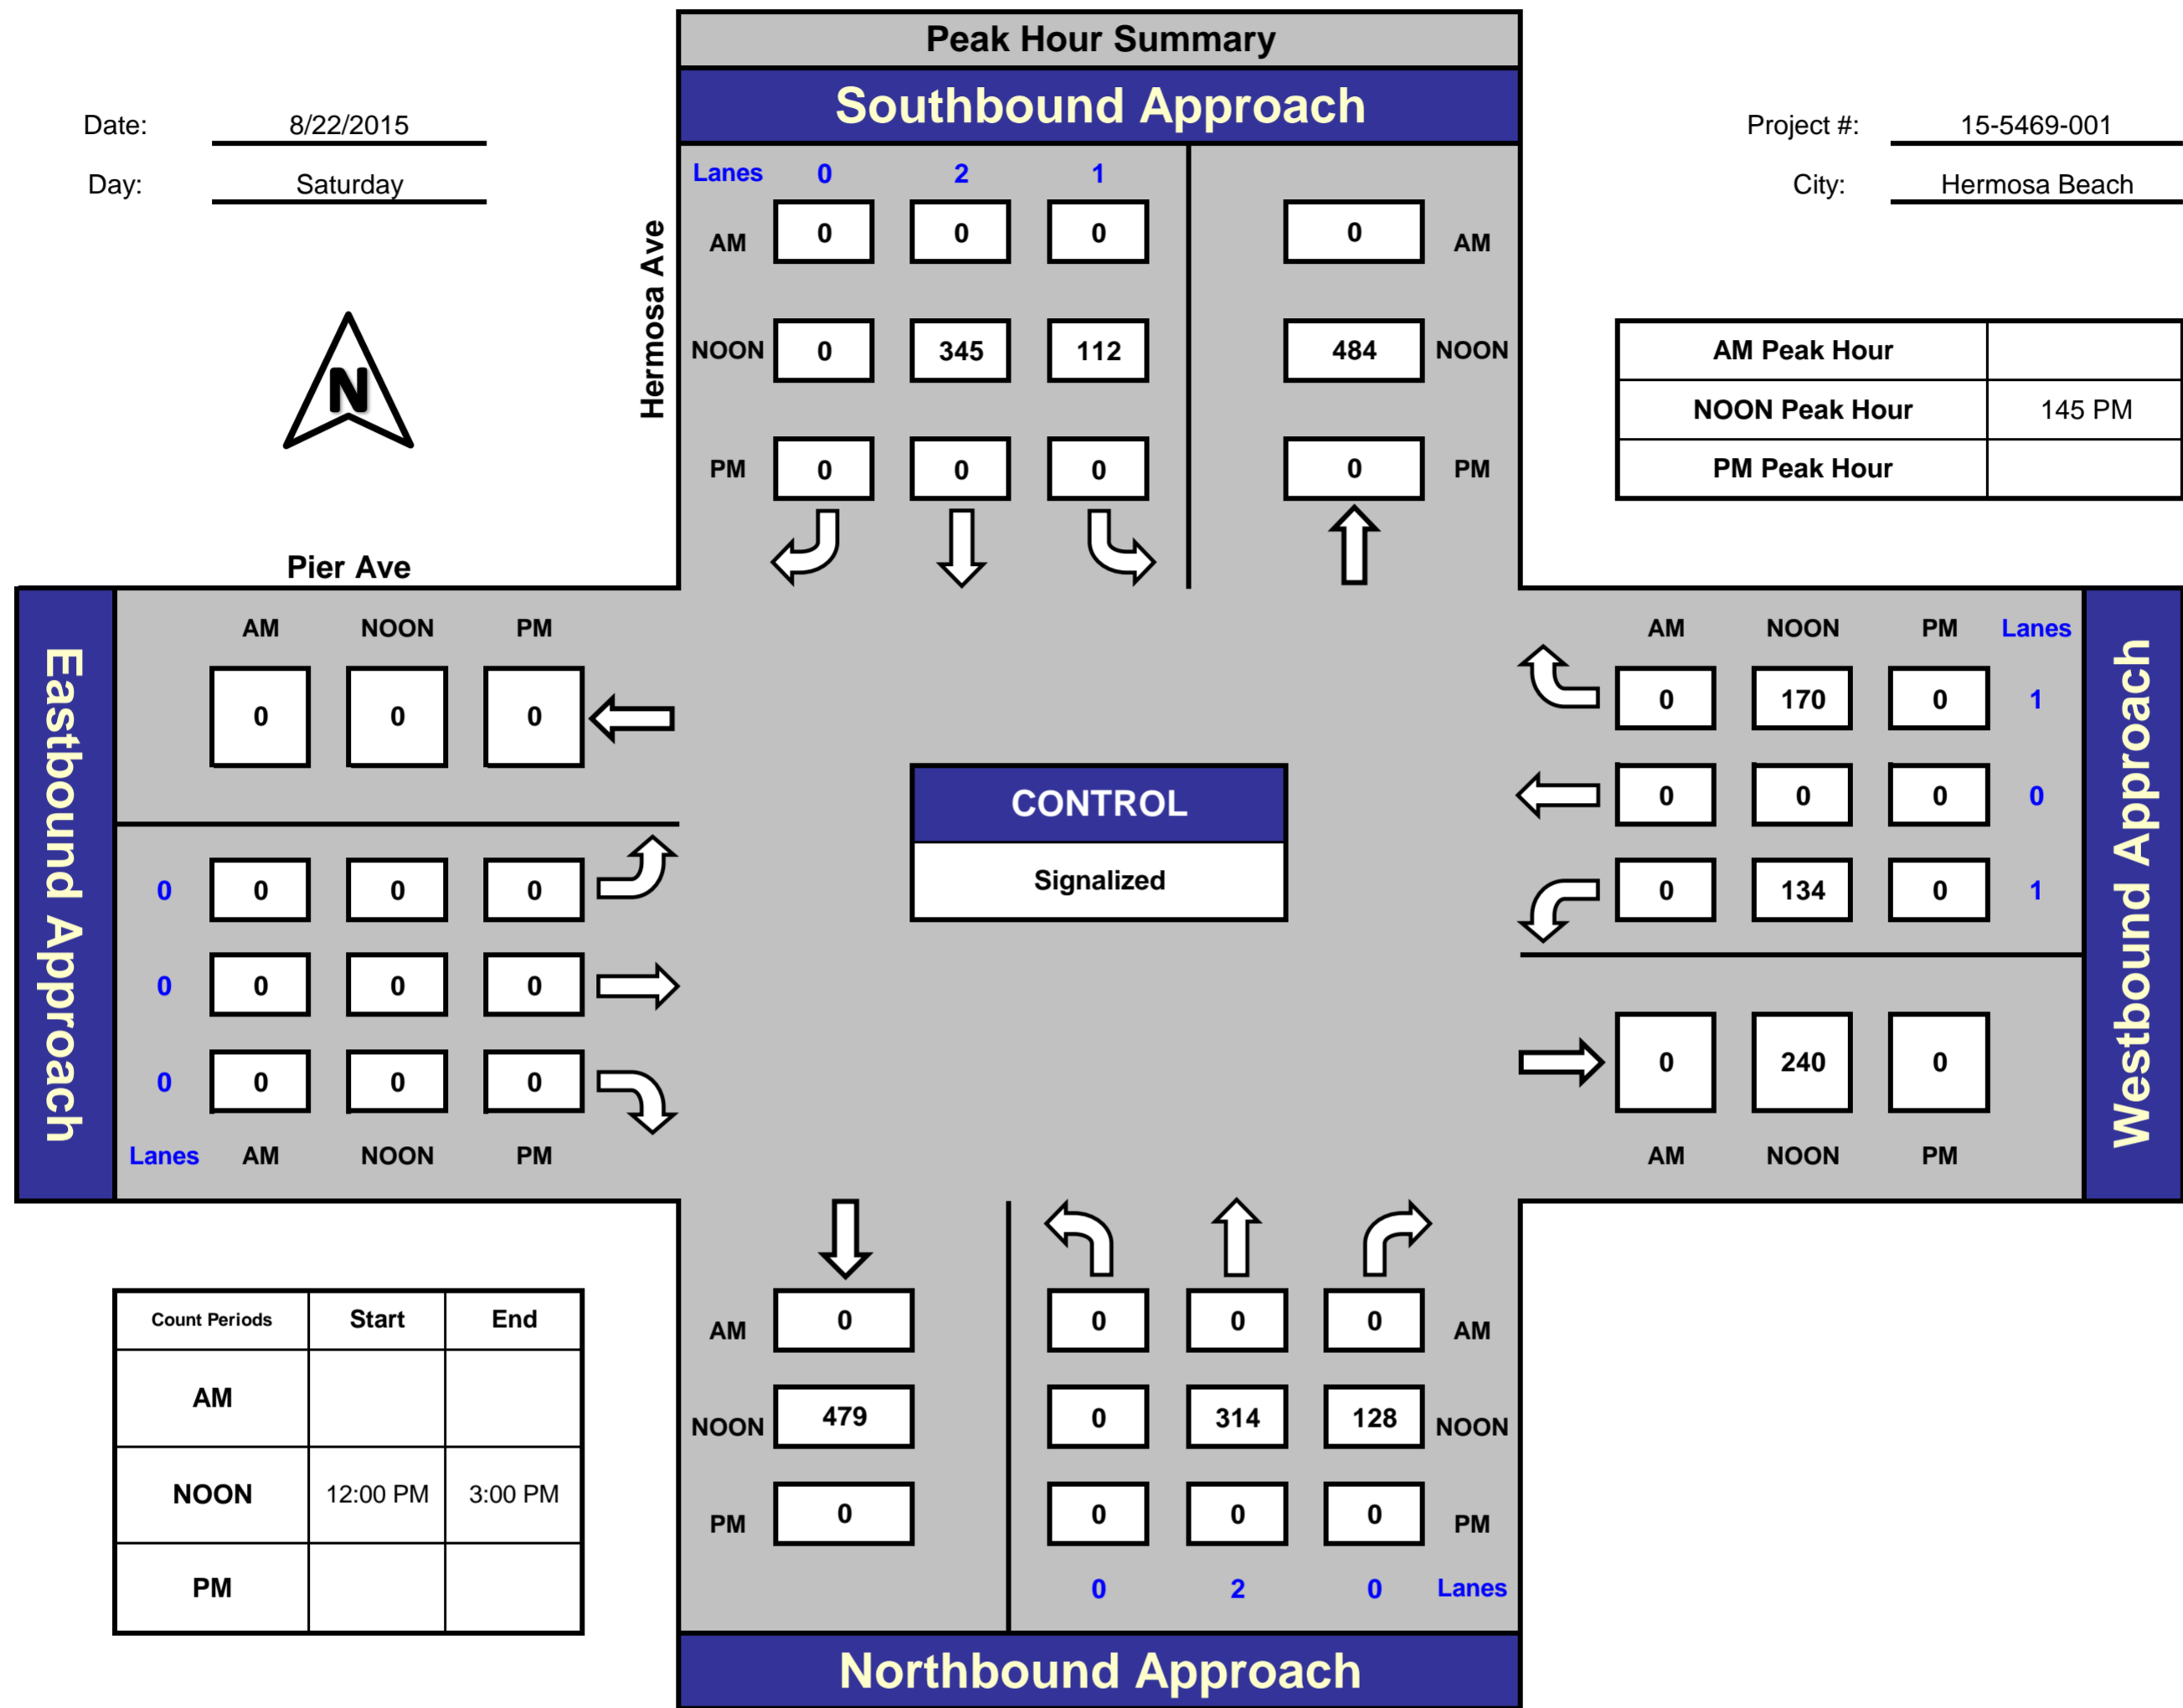 Peak Hour Summary
Southbound Approach
Date: 8/22/2015
Project #: 15-5469-001
Day: Saturday
City: Hermosa Beach
Lanes 0 2 1
Hermosa Ave
AM 0 0 0 0 AM
NOON 0 345 112 484 NOON
PM 0 0 0 0 PM
N
AM Peak Hour
NOON Peak Hour 145 PM
PM Peak Hour
Pier Ave
Eastbound Approach
AM NOON PM
0 0 0
0 0 0 0
0 0 0 0
0 0 0 0
Lanes AM NOON PM
CONTROL
Signalized
AM NOON PM Lanes
0 170 0 1
0 0 0 0
0 134 0 1
0 240 0
AM NOON PM
Westbound Approach
Count Periods Start End
AM
NOON 12:00 PM 3:00 PM
PM
AM 0 0 0 0 AM
NOON 479 0 314 128 NOON
PM 0 0 0 0 PM
0 2 0 Lanes
Northbound Approach